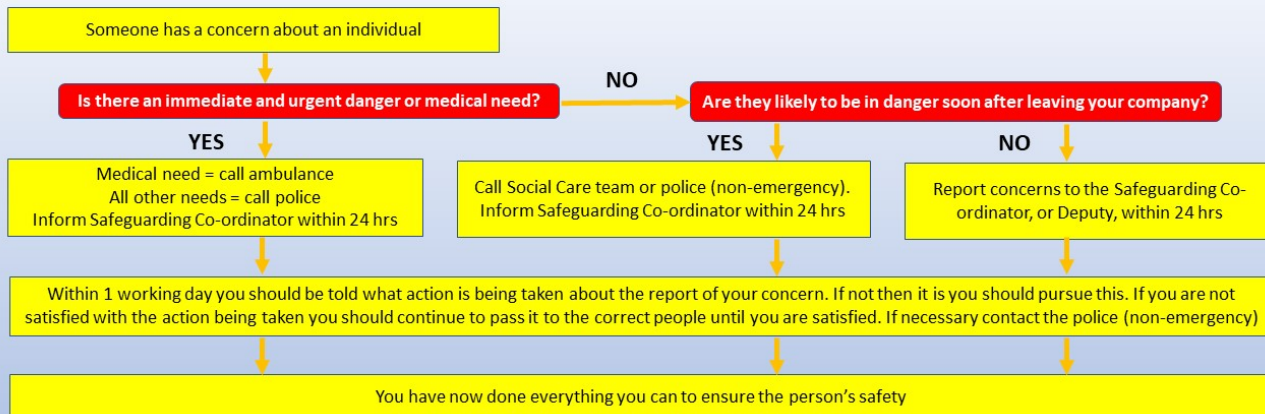 Someone has a concern about an individual
Is there an immediate and urgent danger or medical need?
NO
Are they likely to be in danger soon after leaving your company?
YES
YES
NO
Medical need = call ambulance
All other needs = call police
Inform Safeguarding Co-ordinator within 24 hrs
Call Social Care team or police (non-emergency).
Inform Safeguarding Co-ordinator within 24 hrs
Report concerns to the Safeguarding Co-
ordinator, or Deputy, within 24 hrs
Within 1 working day you should be told what action is being taken about the report of your concern. If not then it is you should pursue this. If you are not
satisfied with the action being taken you should continue to pass it to the correct people until you are satisfied. If necessary contact the police (non-emergency)
You have now done everything you can to ensure the person's safety